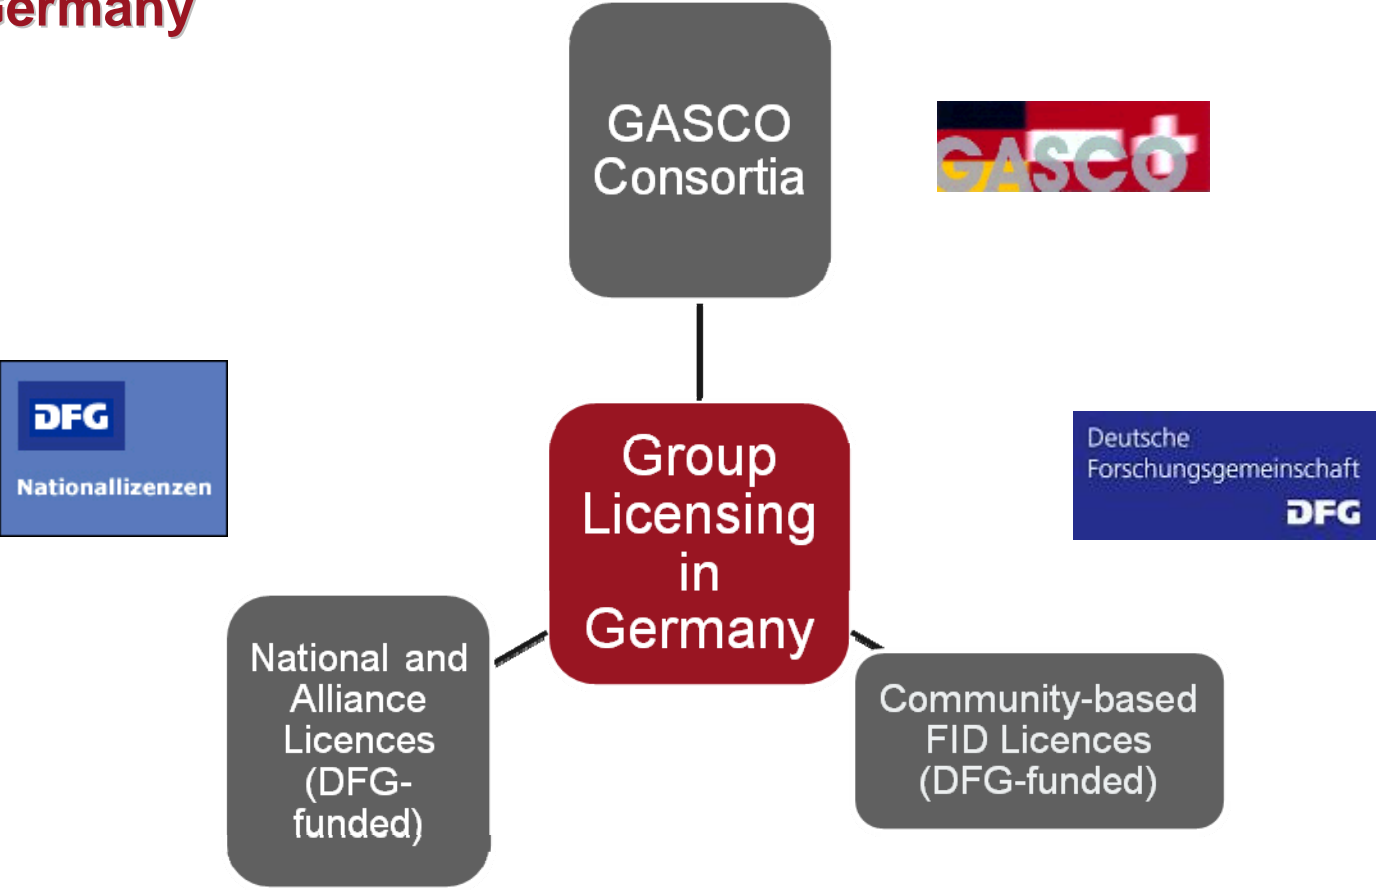 Germany
GASCO
Consortia
GASCO
DFG
Nationallizenzen
Group
Licensing
in
Germany
Deutsche
Forschungsgemeinschaft
DFG
National and
Alliance
Licences
(DFG-
funded)
Community-based
FID Licences
(DFG-funded)